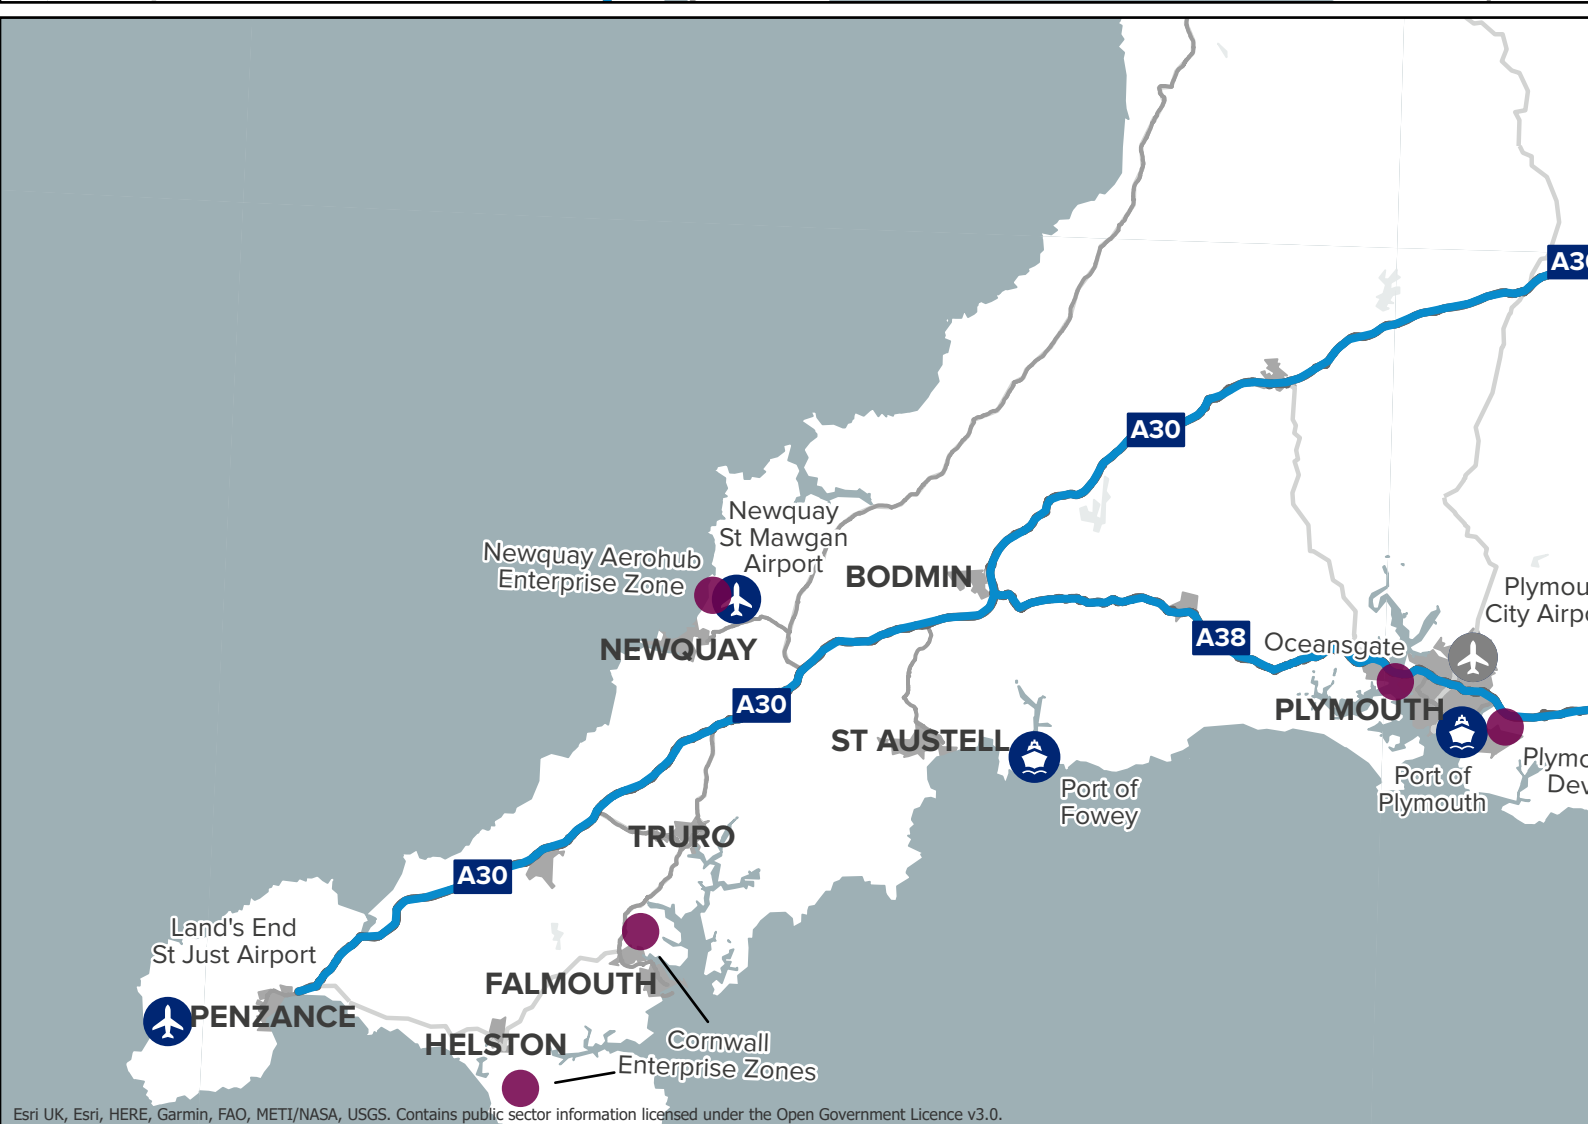 A30
A30
Newquay
St Mawgan
Airport
Newquay Aerohub
Enterprise Zone
BODMIN
NEWQUAY
A38
Oceansgate
City
A30
PLYMOUTH
ST AUSTELL
Port of
Fowey
Port of
Plymouth
TRURO
A30
Land's End
St Just Airport
FALMOUTH
PENZANCE
HELSTON
Cornwall
Enterprise Zones
Esri UK, Esri, HERE, Garmin, FAO, METI/NASA, USGS. Contains public sector information licensed under the Open Government Licence v3.0.